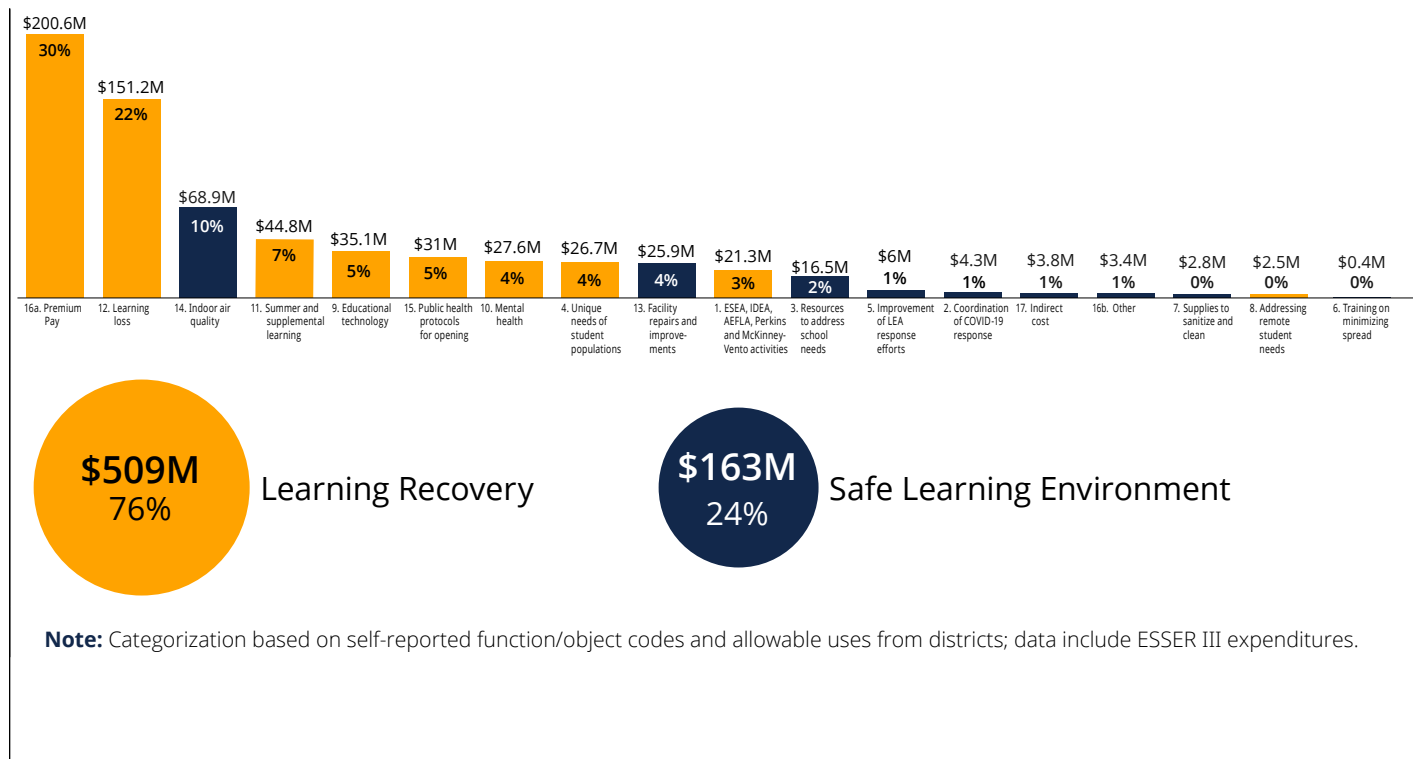 $200.6M
30%
$151.2M
22%
$68.9M
10%
$44.8M
7%
$35.1M
5%
$31M
5%
$27.6M
4%
$26.7M
4%
$25.9M
4%
$21.3M
3%
$16.5M
2%
$6M
1%
$4.3M
1%
$3.8M
1%
$3.4M
1%
$2.8M
0%
$2.5M
0%
$0.4M
0%
16a. Premium
Pay
12. Learning
loss
14. Indoor air
quality
11. Summer and
supplemental
learning
9. Educational
technology
15. Public health
protocols
for opening
10. Mental
health
4. Unique
needs of
student
populations
13. Facility
repairs and
improve-
ments
1. ESEA, IDEA,
AEFLA, Perkins
and McKinney-
Vento activities
3. Resources
to address
school
needs
5. Improvement
of LEA
response
efforts
2. Coordination
of COVID-19
response
17. Indirect
cost
16b. Other
7. Supplies to
sanitize and
clean
8. Addressing
remote
student
needs
6. Training on
minimizing
spread
$509M
76%
Learning Recovery
$163M
24%
Safe Learning Environment
Note: Categorization based on self-reported function/object codes and allowable uses from districts; data include ESSER III expenditures.